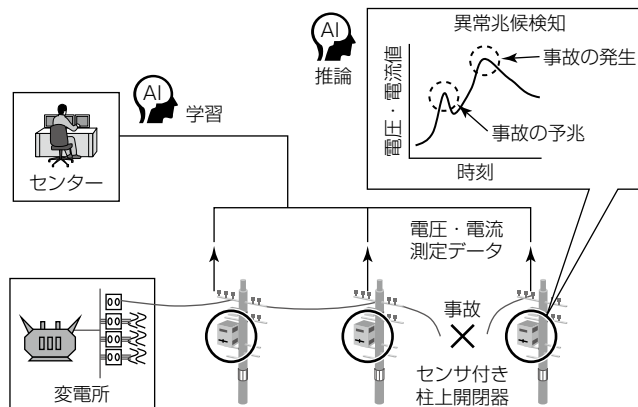 AI
学習
センター
AI
推論
異常兆候検知
電圧・電流値
事故の発生
事故の予兆
時刻
電圧・電流
測定データ
事故
センサ付き
柱上開閉器
変電所